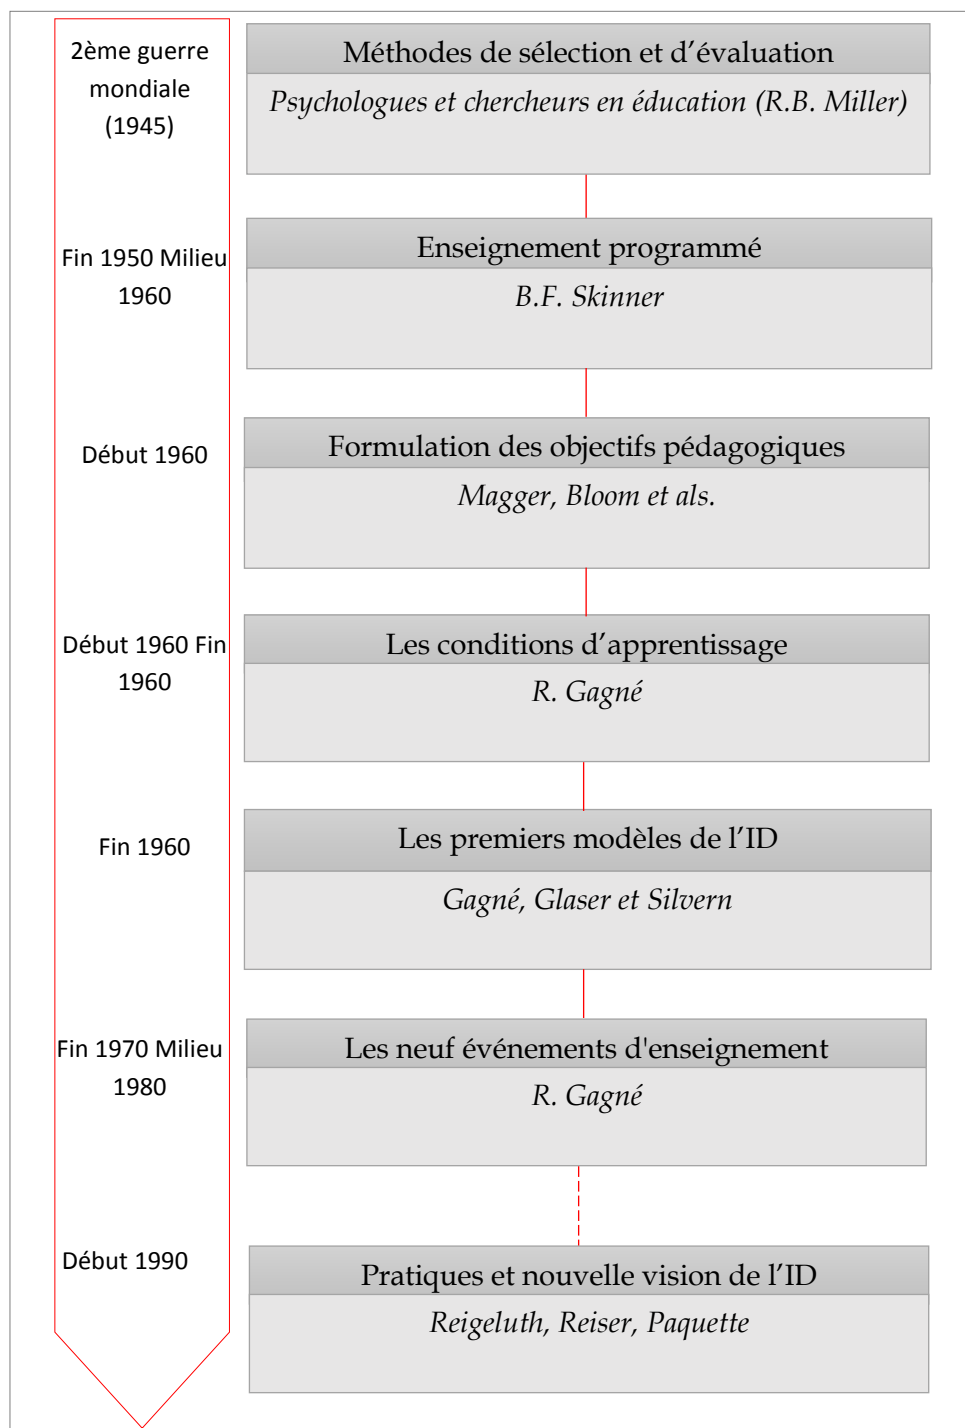 2ème guerre
mondiale
(1945)
Méthodes de sélection et d’évaluation
Psychologues et chercheurs en éducation (R.B. Miller)
Fin 1950 Milieu
1960
Enseignement programmé
B.F. Skinner
Début 1960
Formulation des objectifs pédagogiques
Magger, Bloom et als.
Début 1960 Fin
1960
Les conditions d’apprentissage
R. Gagné
Fin 1960
Les premiers modèles de l’ID
Gagné, Glaser et Silvern
Fin 1970 Milieu
1980
Les neuf événements d'enseignement
R. Gagné
Début 1990
Pratiques et nouvelle vision de l’ID
Reigeluth, Reiser, Paquette